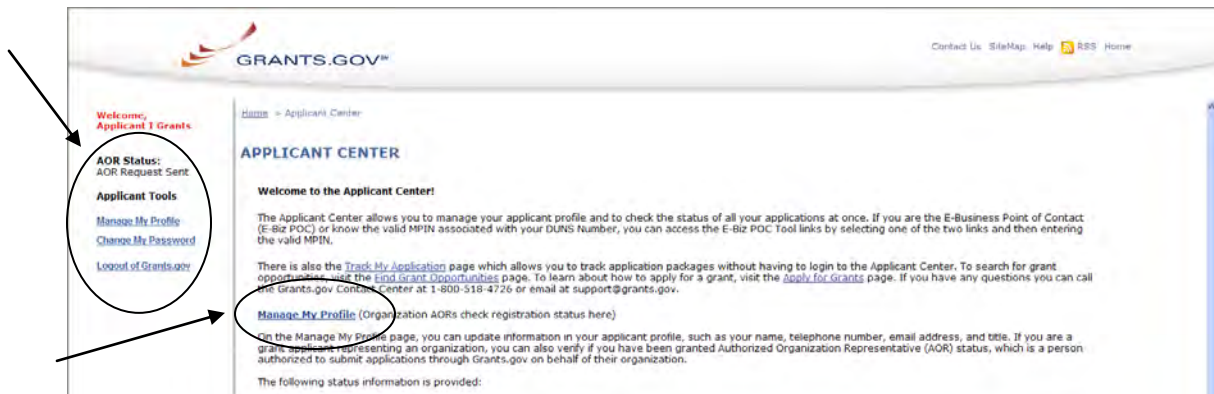 Contact Us SiteMap Help RSS Home
GRANTS.GOV℠
Welcome,
Applicant I Grants
AOR Status:
AOR Request Sent
Applicant Tools
Manage My Profile
Change My Password
Logout of Grants.gov
Home > Applicant Center
APPLICANT CENTER
Welcome to the Applicant Center!
The Applicant Center allows you to manage your applicant profile and to check the status of all your applications at once. If you are the E-Business Point of Contact
(E-Biz POC) or know the valid MPIN associated with your DUNS Number, you can access the E-Biz POC Tool links by selecting one of the two links and then entering
the valid MPIN.
There is also the Track My Application page which allows you to track application packages without having to login to the Applicant Center. To search for grant
opportunities, visit the Find Grant Opportunities page. To learn about how to apply for a grant, visit the Apply for Grants page. If you have any questions you can call
the Grants.gov Contact Center at 1-800-518-4726 or email at support@grants.gov.
Manage My Profile (Organization AORs check registration status here)
On the Manage My Profile page, you can update information in your applicant profile, such as your name, telephone number, email address, and title. If you are a
grant applicant representing an organization, you can also verify if you have been granted Authorized Organization Representative (AOR) status, which is a person
authorized to submit applications through Grants.gov on behalf of their organization.
The following status information is provided: